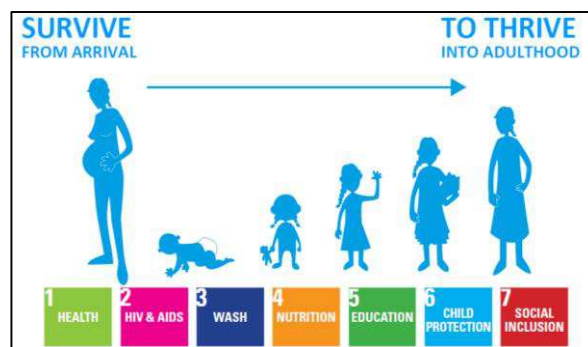 SURVIVE
FROM ARRIVAL
TO THRIVE
INTO ADULTHOOD
1 HEALTH
2 HIV & AIDS
3 WASH
4 NUTRITION
5 EDUCATION
6 CHILD
PROTECTION
7 SOCIAL
INCLUSION